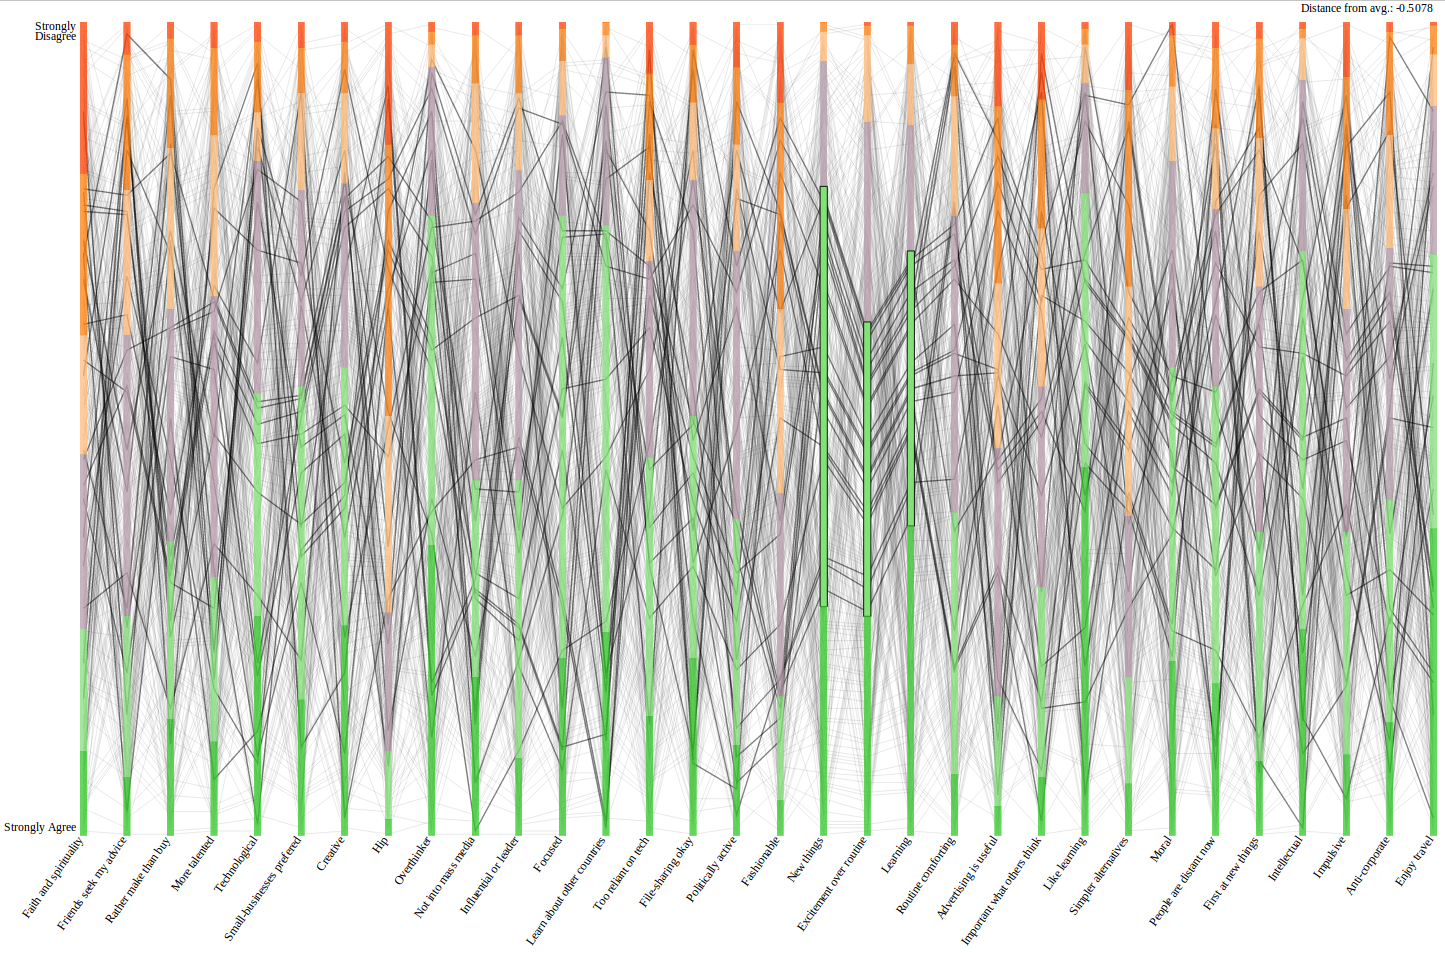 Distance from avg.: -0.5078
Strongly
Disagree
Strongly Agree
Faith and spirituality
Friends seek my advice
Rather make than buy
More talented
Technological
Small-businesses prefered
Creative
Hip
Overthinker
Not into mass media
Influential or leader
Focused
Learn about other countries
Too reliant on tech
File-sharing okay
Politically active
Fashionable
New things
Excitement over routine
Learning
Routine comforting
Advertising is useful
Important what others think
Like learning
Simpler alternatives
Moral
People are distant now
First at new things
Intellectual
Impulsive
Anti-corporate
Enjoy travel